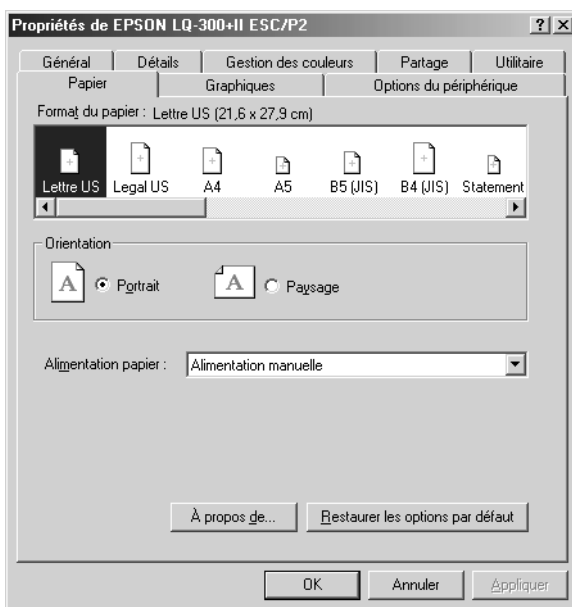 Propriétés de EPSON LQ-300+II ESC/P2
Général Détails Gestion des couleurs Partage Utilitaire
Papier Graphiques Options du périphérique
Format du papier : Lettre US (21,6 x 27,9 cm)
Lettre US Legal US A4 A5 B5 (JIS) B4 (JIS) Statement
Orientation
A Portrait A Paysage
Alimentation papier : Alimentation manuelle
À propos de... Restaurer les options par défaut
OK Annuler Appliquer